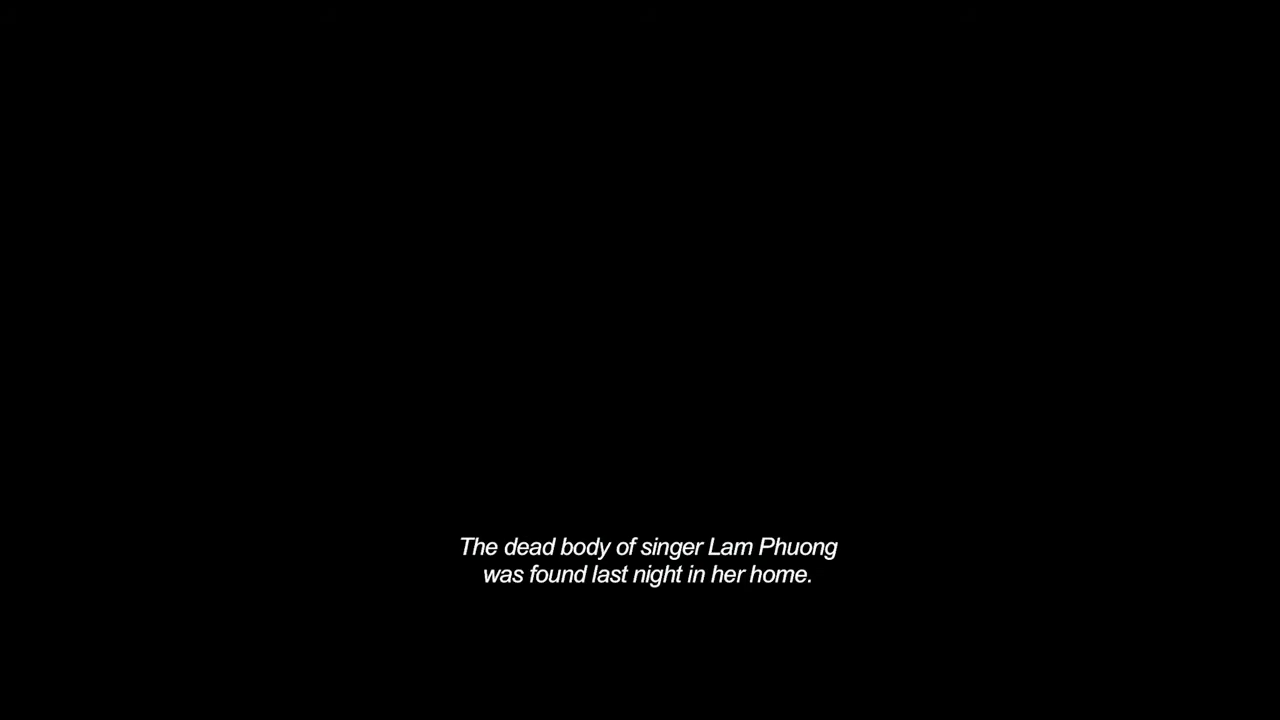 The dead body of singer Lam Phuong
was found last night in her home.